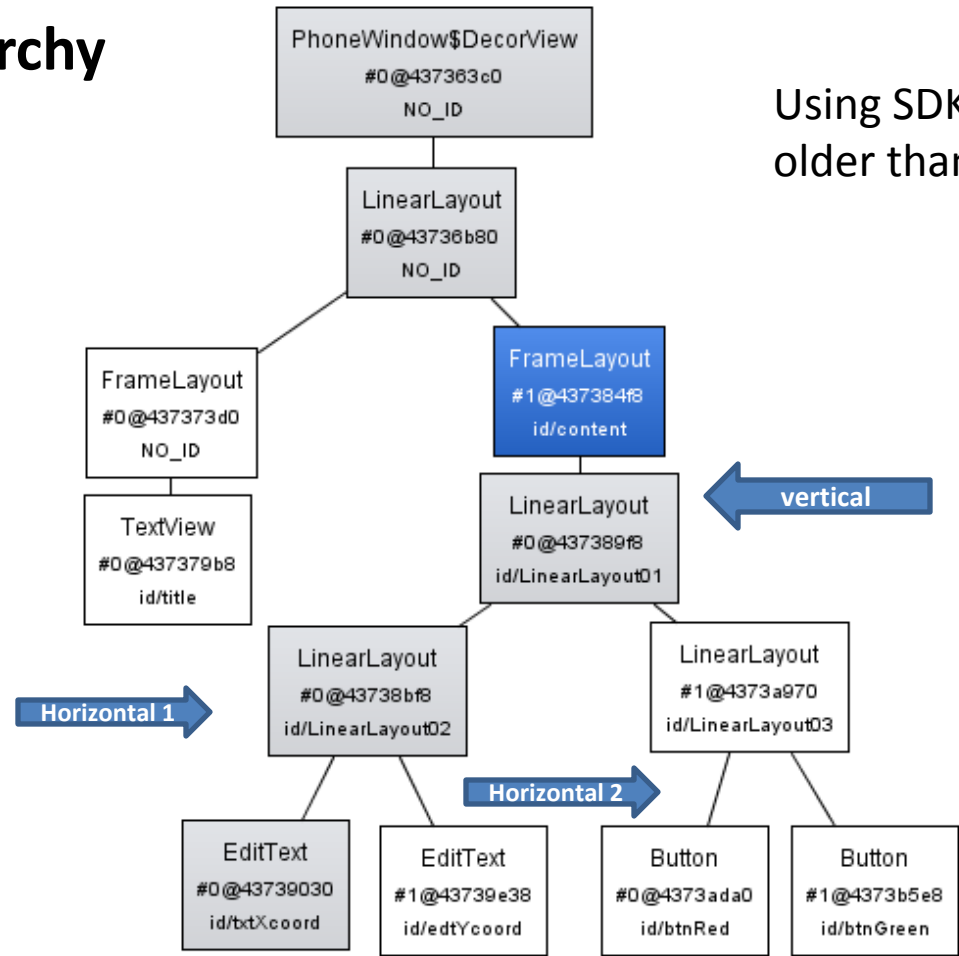 rchy
PhoneWindow$DecorView
#0@437363c0
NO_ID
Using SDK
older than
LinearLayout
#0@43736b80
NO_ID
FrameLayout
#0@437373d0
NO_ID
FrameLayout
#1@437384f8
id/content
TextView
#0@437379b8
id/title
LinearLayout
#0@437389f8
id/LinearLayout01
vertical
LinearLayout
#0@43738bf8
id/LinearLayout02
LinearLayout
#1@4373a970
id/LinearLayout03
Horizontal 1
Horizontal 2
EditText
#0@43739030
id/txtXcoord
EditText
#1@43739e38
id/edtYcoord
Button
#0@4373ada0
id/btnRed
Button
#1@4373b5e8
id/btnGreen